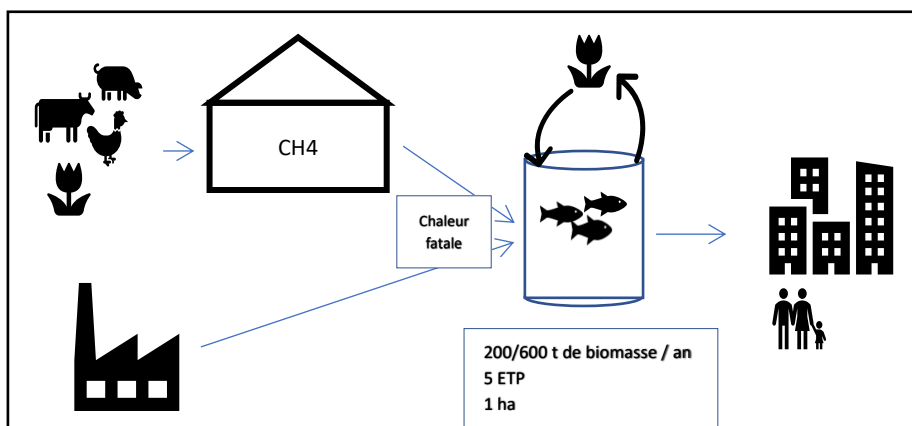 CH4
Chaleur
fatale
200/600 t de biomasse / an
5 ETP
1 ha